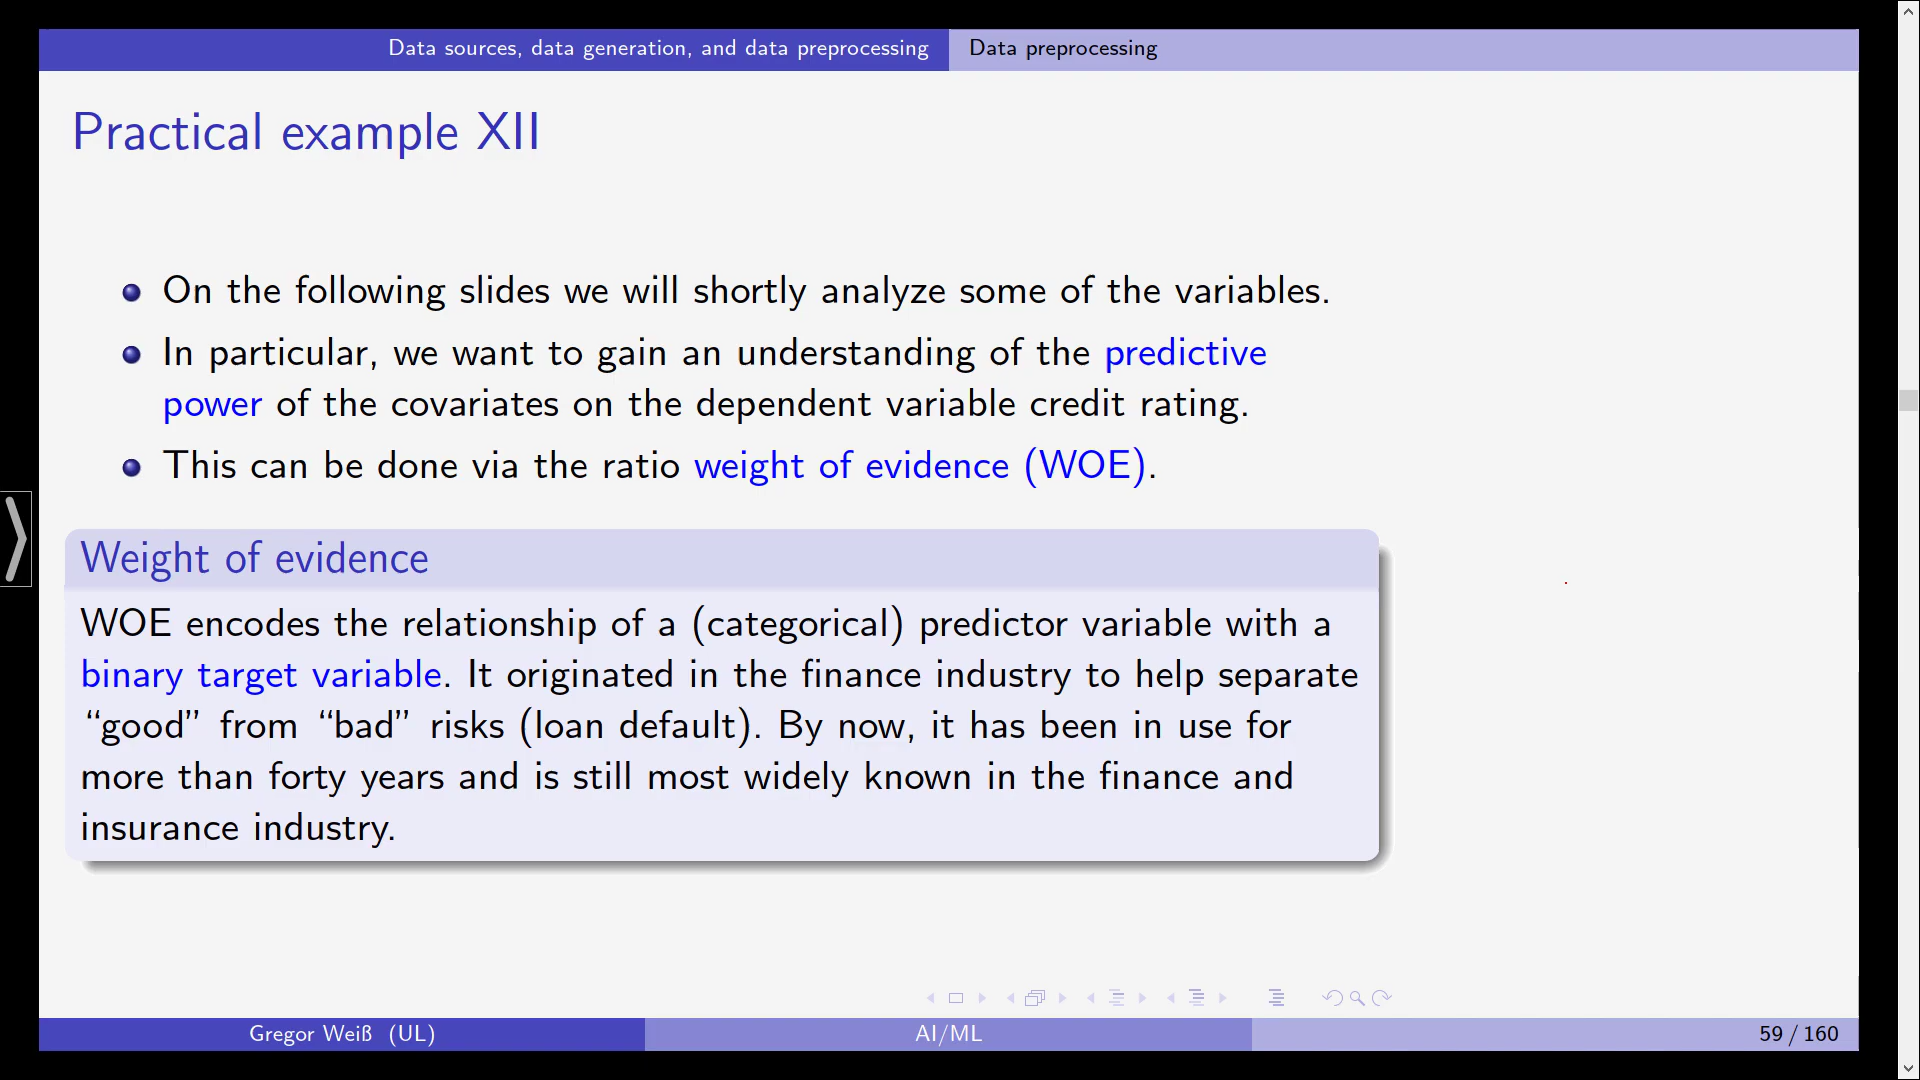 Data sources, data generation, and data preprocessing Data preprocessing
Practical example XII
On the following slides we will shortly analyze some of the variables.
In particular, we want to gain an understanding of the predictive
power of the covariates on the dependent variable credit rating.
This can be done via the ratio weight of evidence (WOE).
Weight of evidence
WOE encodes the relationship of a (categorical) predictor variable with a
binary target variable. It originated in the finance industry to help separate
“good” from “bad” risks (loan default). By now, it has been in use for
more than forty years and is still most widely known in the finance and
insurance industry.
Gregor Weiß (UL) AI/ML 59 / 160